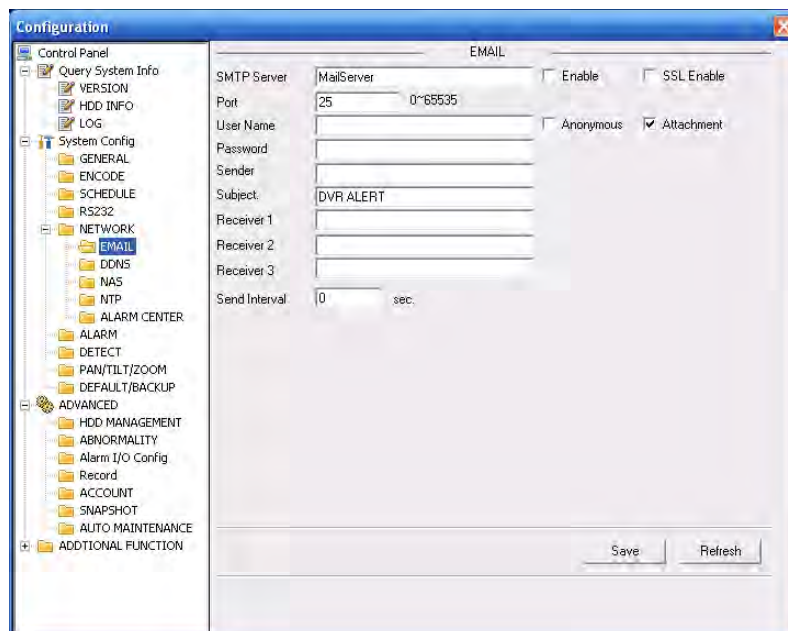 Configuration
Control Panel
Query System Info
VERSION
HDD INFO
LOG
System Config
GENERAL
ENCODE
SCHEDULE
RS232
NETWORK
EMAIL
DDNS
NAS
NTP
ALARM CENTER
ALARM
DETECT
PAN/TILT/ZOOM
DEFAULT/BACKUP
ADVANCED
HDD MANAGEMENT
ABNORMALITY
Alarm I/O Config
Record
ACCOUNT
SNAPSHOT
AUTO MAINTENANCE
ADDTIONAL FUNCTION
EMAIL
SMTP Server MailServer Enable SSL Enable
Port 25 0~65535
User Name Anonymous Attachment
Password
Sender
Subject. DVR ALERT
Receiver 1
Receiver 2
Receiver 3
Send Interval 0 sec.
Save Refresh